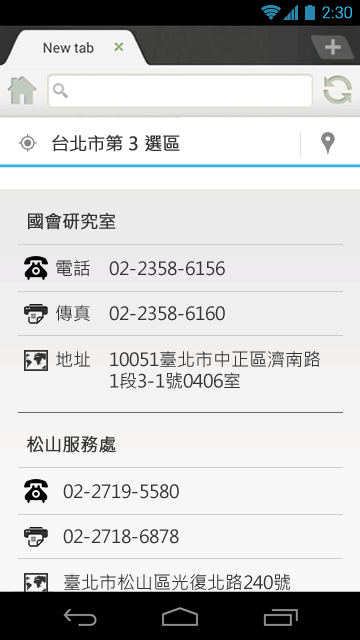 2:30
New tab
台北市第 3 選區
國會研究室
電話 02-2358-6156
傳真 02-2358-6160
地址 10051臺北市中正區濟南路
1段3-1號0406室
松山服務處
02-2719-5580
02-2718-6878
臺北市松山區光復北路240號